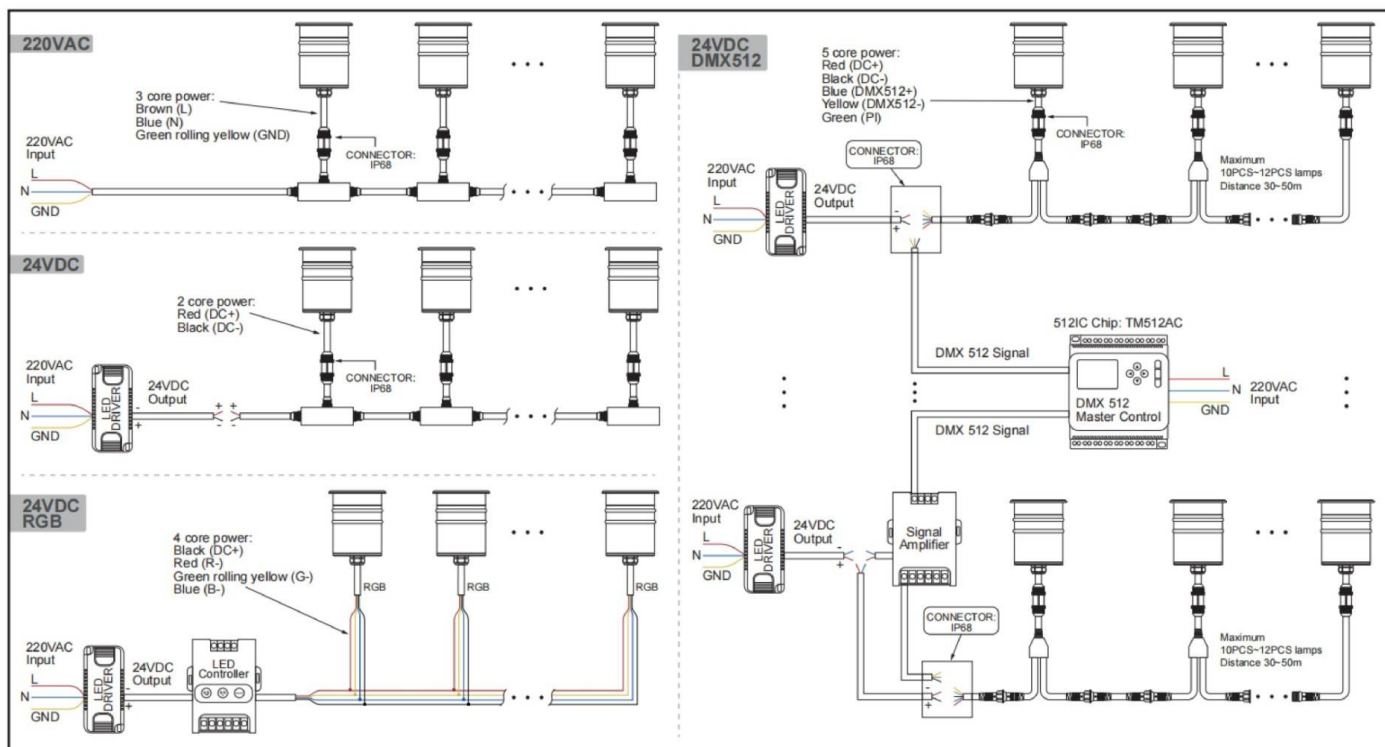 220VAC
3 core power:
Brown (L)
Blue (N)
Green rolling yellow (GND)
220VAC
Input
L
N
GND
CONNECTOR:
IP68
24VDC
2 core power:
Red (DC+)
Black (DC-)
220VAC
Input
L
N
GND
LED
DRIVER
-
+
24VDC
Output
+ +
- -
CONNECTOR:
IP68
24VDC
RGB
4 core power:
Black (DC+)
Red (R-)
Green rolling yellow (G-)
Blue (B-)
RGB
RGB
RGB
220VAC
Input
L
N
GND
LED
DRIVER
-
+
24VDC
Output
LED
Controller
24VDC
DMX512
5 core power:
Red (DC+)
Black (DC-)
Blue (DMX512+)
Yellow (DMX512-)
Green (PI)
CONNECTOR:
IP68
CONNECTOR:
IP68
220VAC
Input
L
N
GND
LED
DRIVER
24VDC
Output
-
+
Maximum
10PCS~12PCS lamps
Distance 30~50m
512IC Chip: TM512AC
DMX 512 Signal
DMX 512
Master Control
L
N
GND
220VAC
Input
DMX 512 Signal
220VAC
Input
L
N
GND
LED
DRIVER
24VDC
Output
-
+
Signal
Amplifier
CONNECTOR:
IP68
-
+
Maximum
10PCS~12PCS lamps
Distance 30~50m